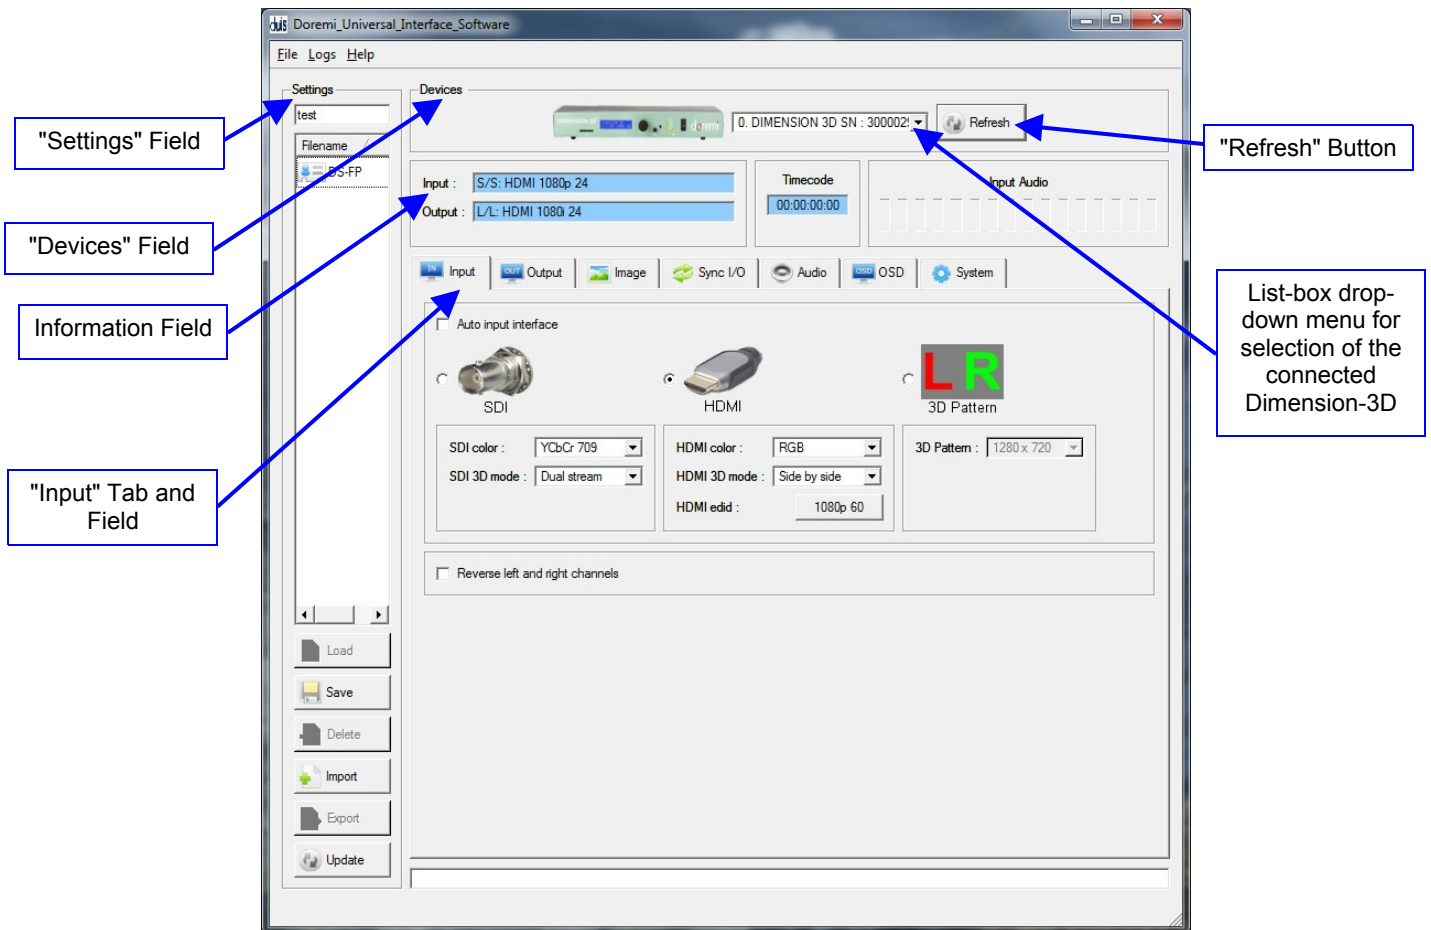 Doremi_Universal_Interface_Software
File Logs Help
Settings
test
Filename
DS-FP
Devices
doremi
0. DIMENSION 3D SN : 300002
Refresh
Input : S/S: HDMI 1080p 24
Output : L/L: HDMI 1080i 24
Timecode
00:00:00:00
Input Audio
IN Input
OUT Output
Image
Sync I/O
Audio
OSD OSD
System
Auto input interface
SDI
HDMI
L R
3D Pattern
SDI color : YCbCr 709
SDI 3D mode : Dual stream
HDMI color : RGB
HDMI 3D mode : Side by side
HDMI edid : 1080p 60
3D Pattern : 1280 x 720
Reverse left and right channels
Load
Save
Delete
Import
Export
Update
"Settings" Field
"Devices" Field
Information Field
"Input" Tab and
Field
"Refresh" Button
List-box drop-
down menu for
selection of the
connected
Dimension-3D